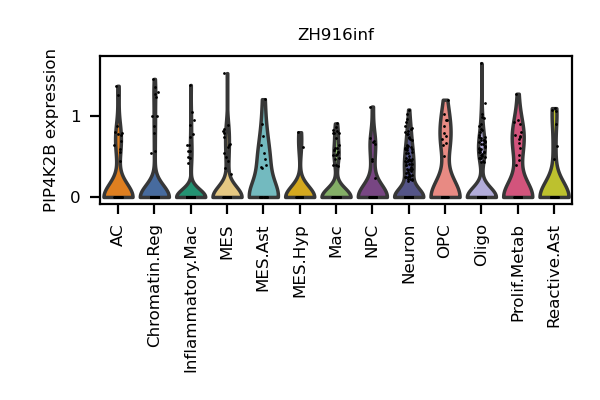 ZH916inf
PIP4K2B expression
1
0
AC
Chromatin.Reg
Inflammatory.Mac
MES
MES.Ast
MES.Hyp
Mac
NPC
Neuron
OPC
Oligo
Prolif.Metab
Reactive.Ast